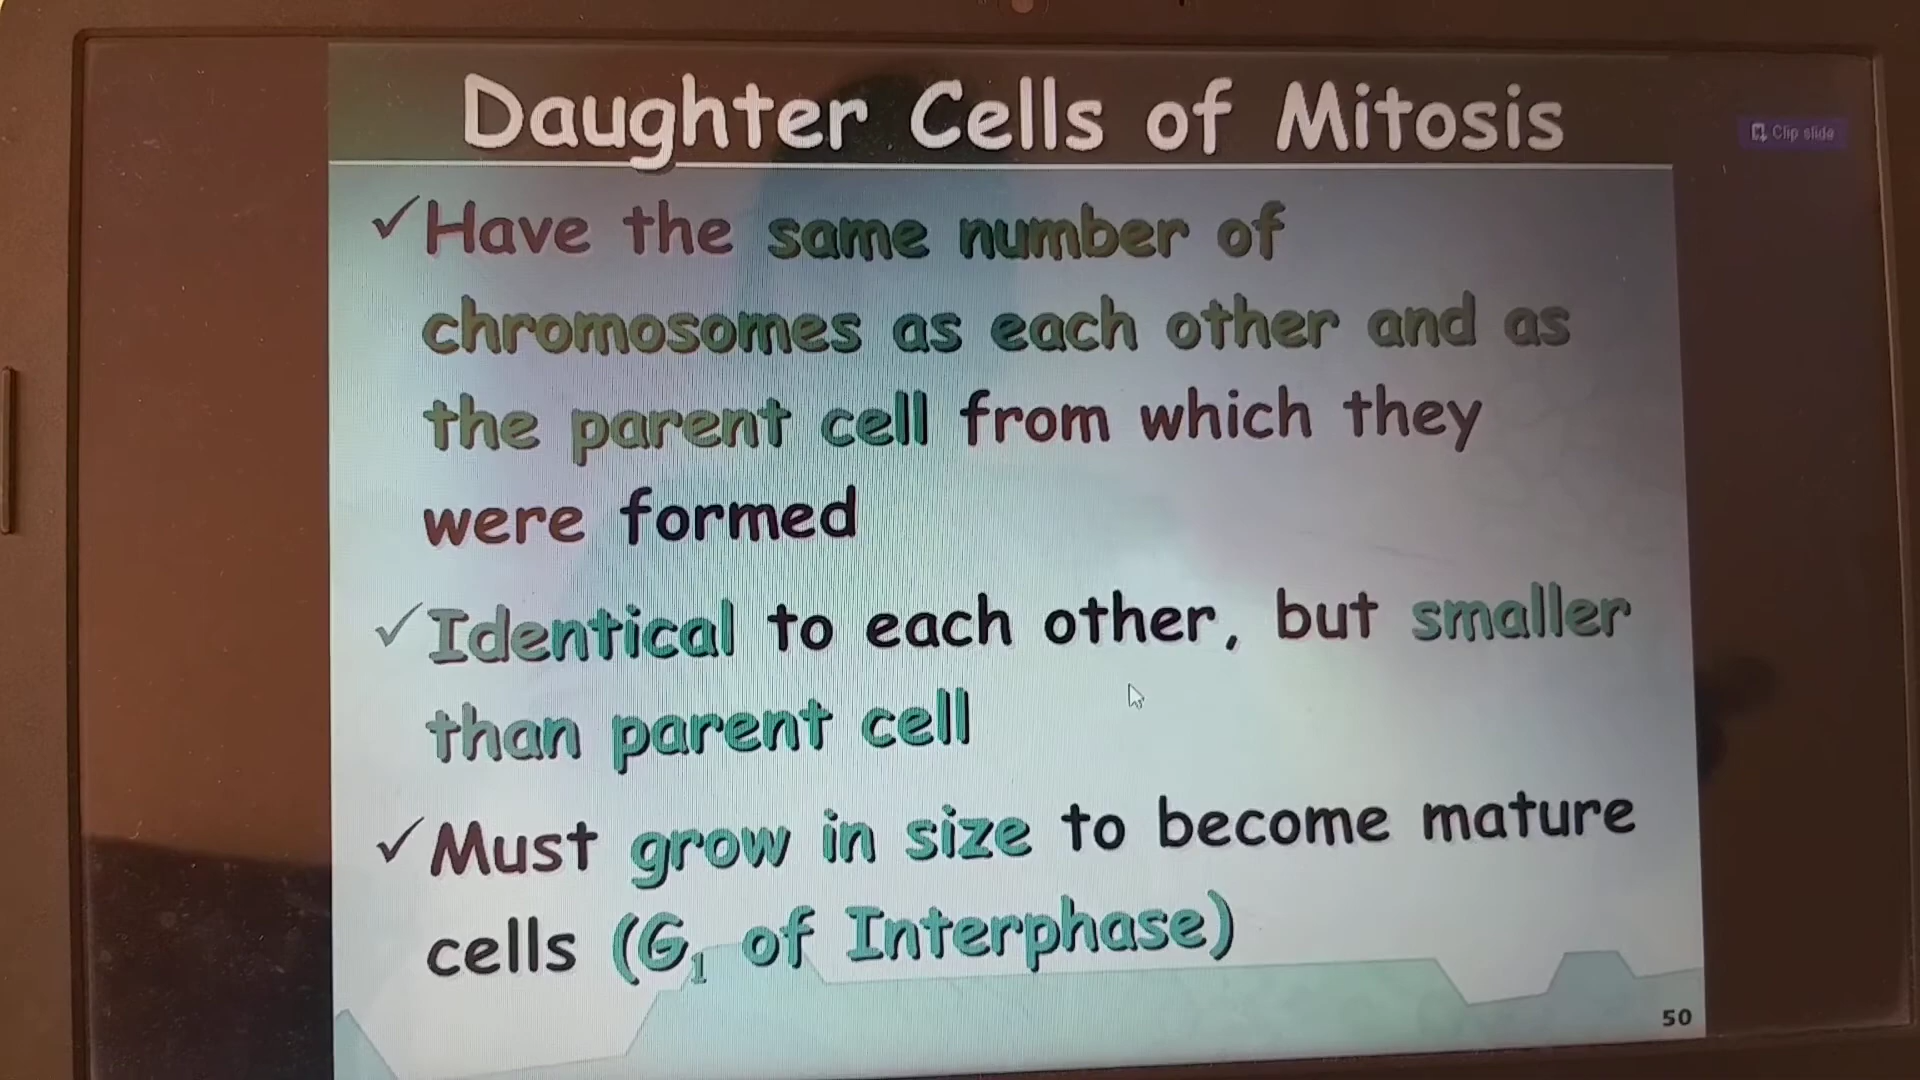 Daughter Cells of Mitosis
Clip slide
✓Have the same number of
chromosomes as each other and as
the parent cell from which they
were formed
✓Identical to each other, but smaller
than parent cell
✓Must grow in size to become mature
cells (G₁ of Interphase)
50